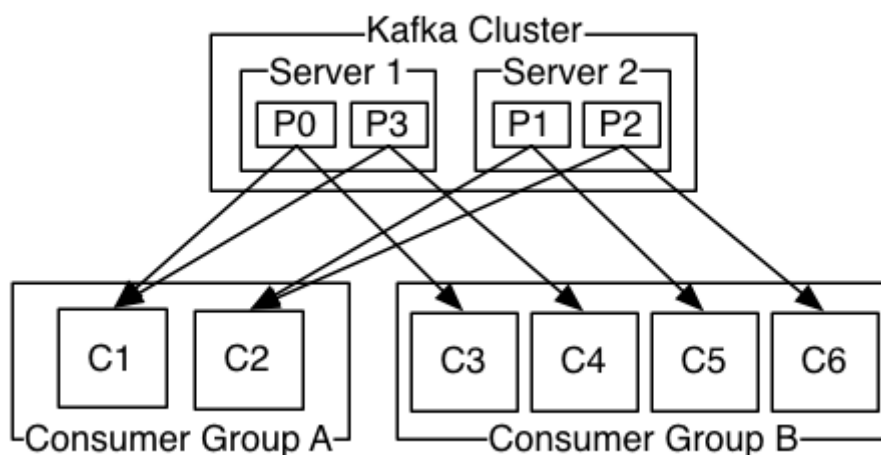 Kafka Cluster
Server 1 Server 2
P0 P3 P1 P2
C1 C2 C3 C4 C5 C6
Consumer Group A Consumer Group B